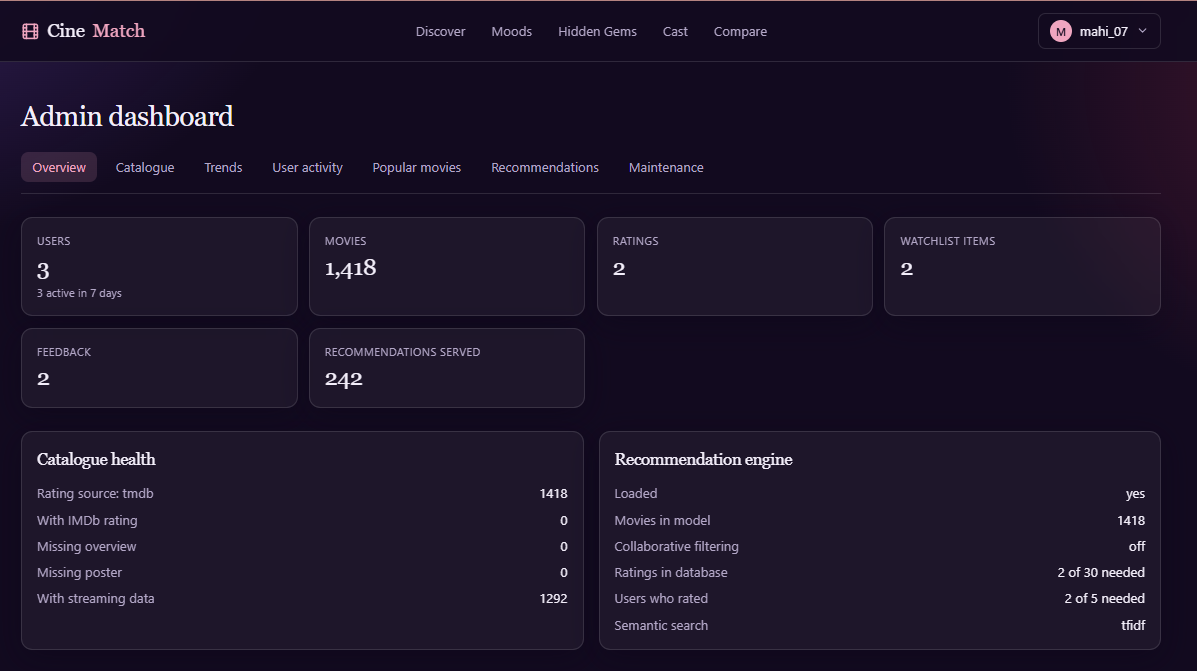 Cine Match
Discover Moods Hidden Gems Cast Compare
M mahi_07
Admin dashboard
Overview Catalogue Trends User activity Popular movies Recommendations Maintenance
USERS
3
3 active in 7 days
MOVIES
1,418
RATINGS
2
WATCHLIST ITEMS
2
FEEDBACK
2
RECOMMENDATIONS SERVED
242
Catalogue health
Rating source: tmdb 1418
With IMDb rating 0
Missing overview 0
Missing poster 0
With streaming data 1292
Recommendation engine
Loaded yes
Movies in model 1418
Collaborative filtering off
Ratings in database 2 of 30 needed
Users who rated 2 of 5 needed
Semantic search tfidf